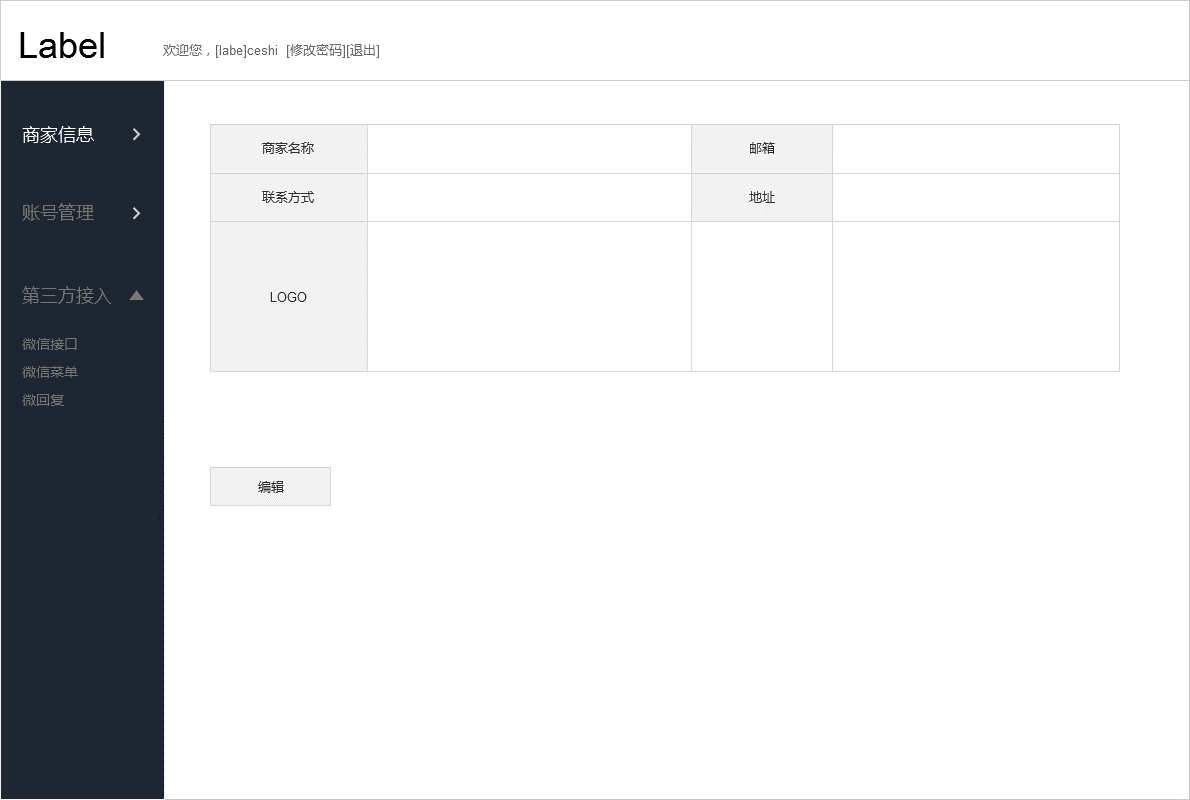 Label
欢迎您，[labe]ceshi [修改密码][退出]
商家信息
账号管理
第三方接入
微信接口
微信菜单
微回复
商家名称 邮箱
联系方式 地址
LOGO
编辑